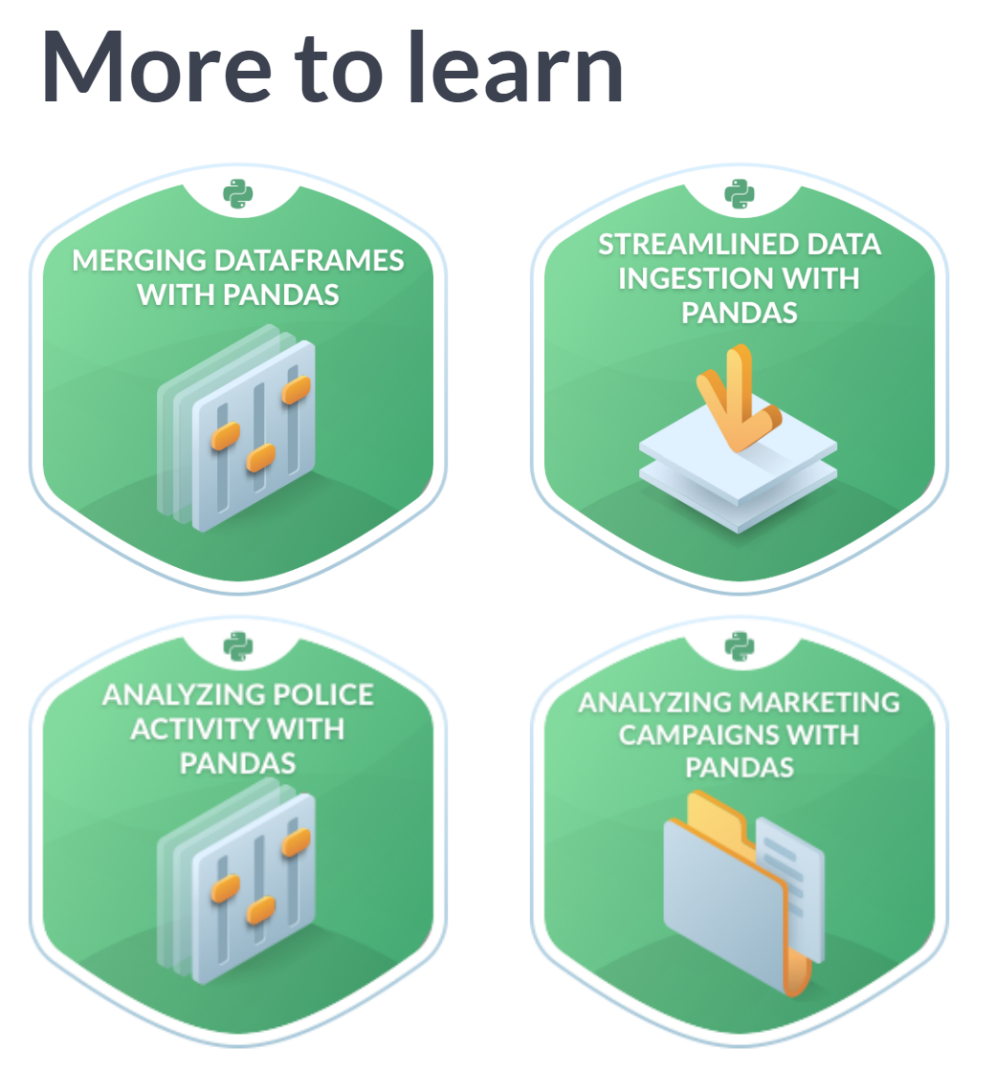 More to learn
MERGING DATAFRAMES
WITH PANDAS
STREAMLINED DATA
INGESTION WITH
PANDAS
ANALYZING POLICE
ACTIVITY WITH
PANDAS
ANALYZING MARKETING
CAMPAIGNS WITH
PANDAS